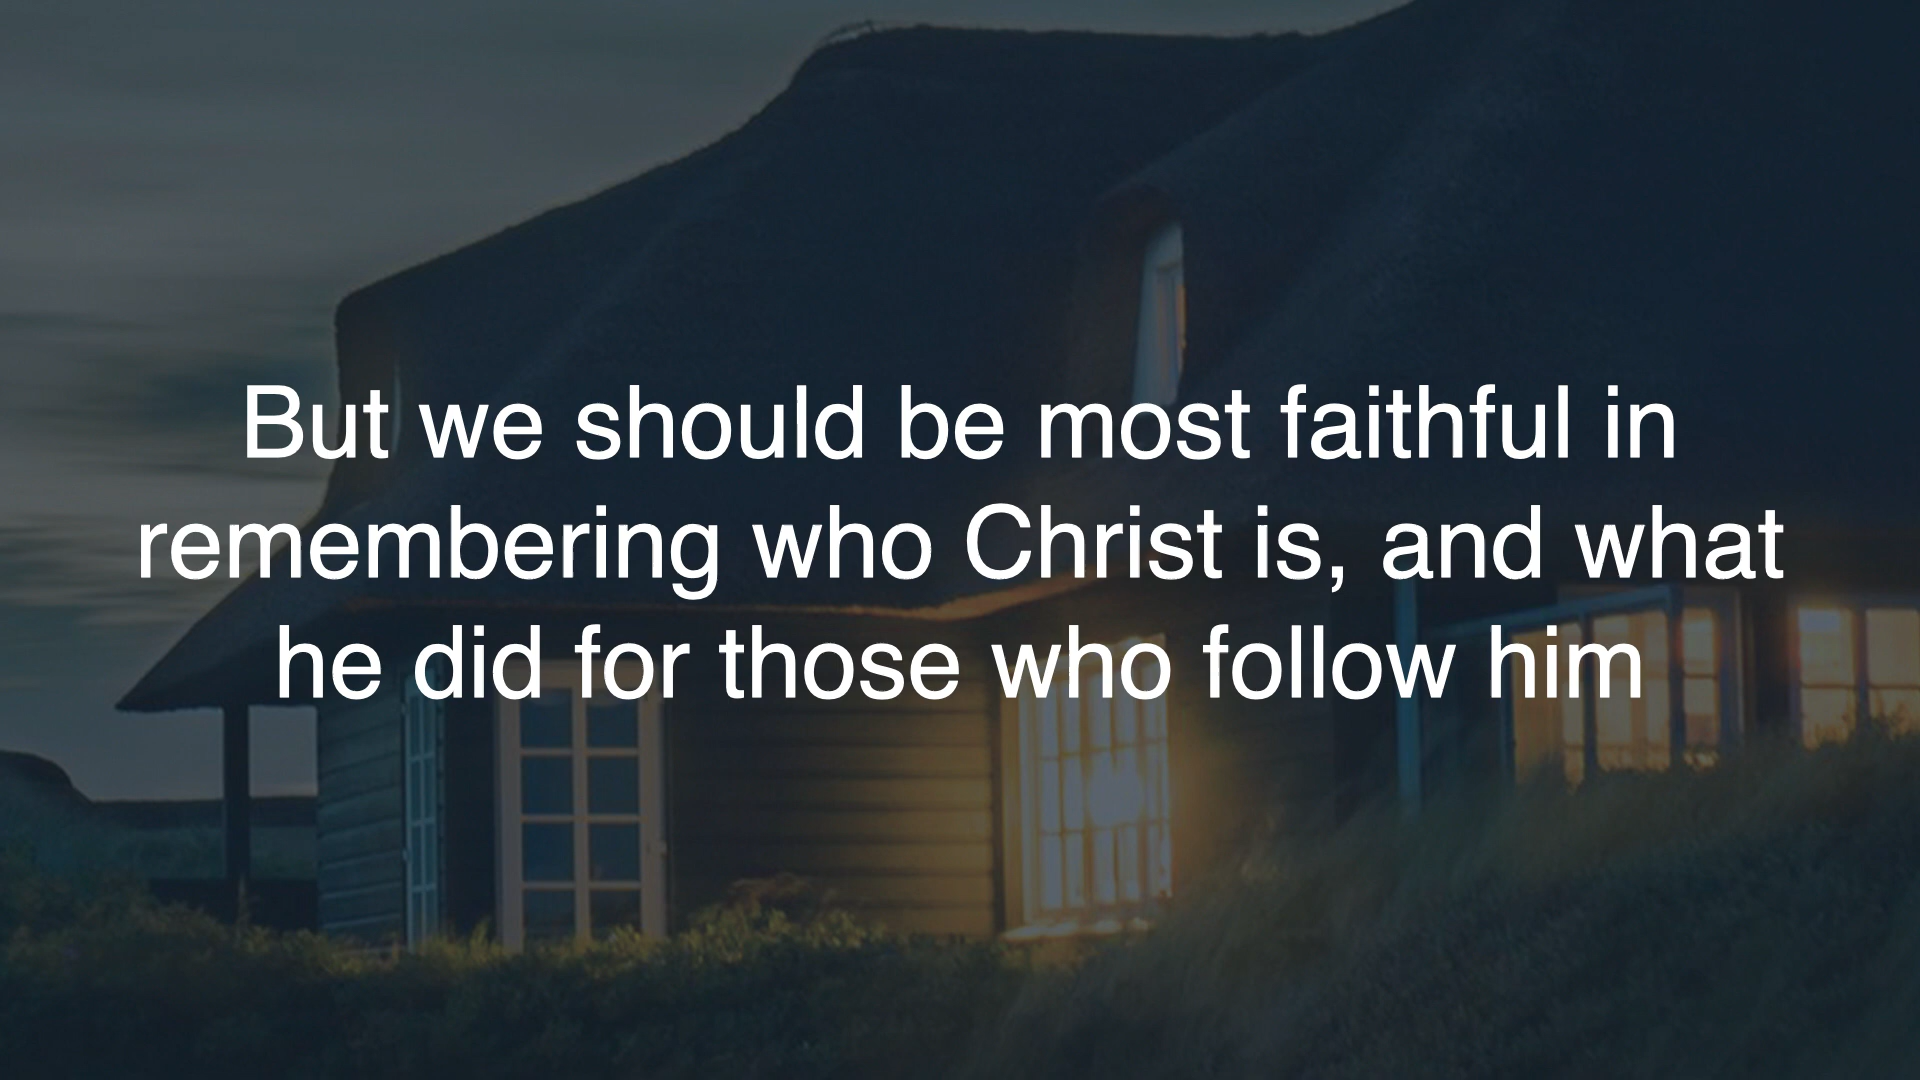 But we should be most faithful in
remembering who Christ is, and what
he did for those who follow him